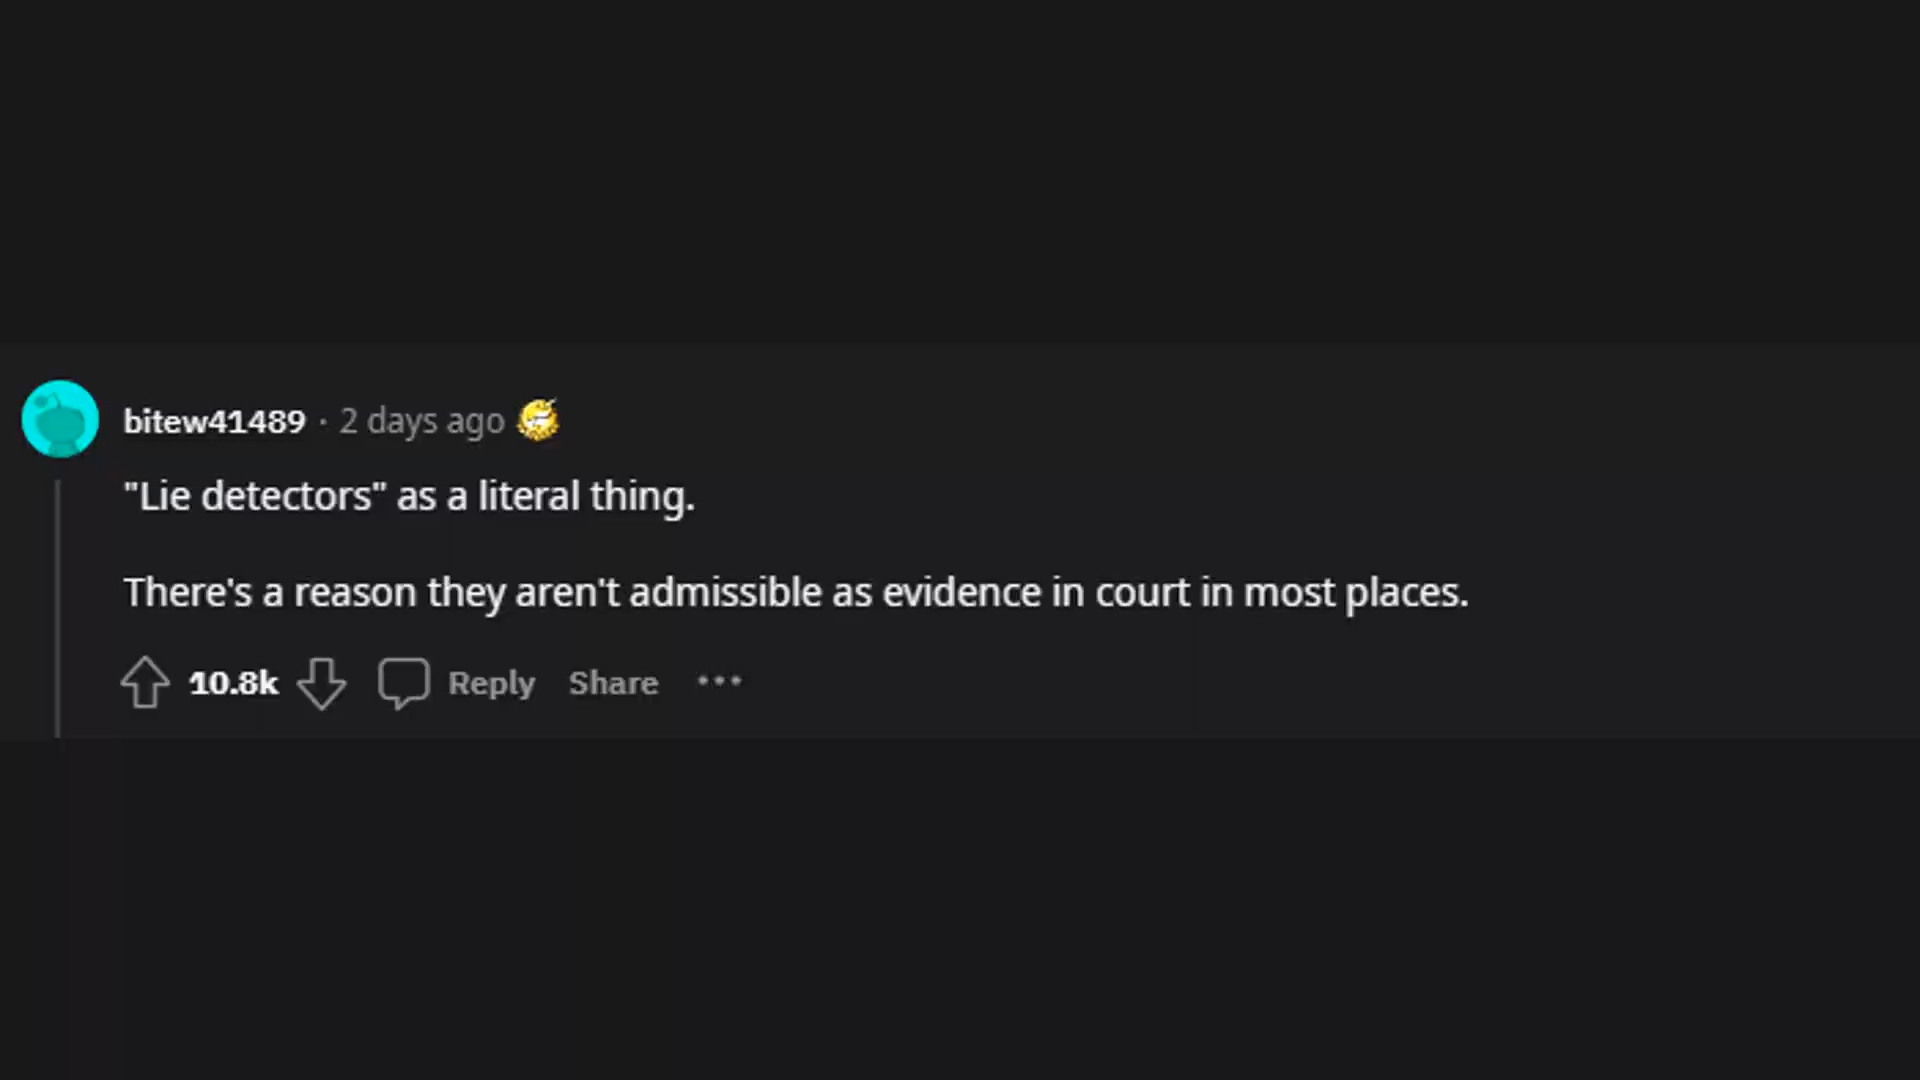 bitew41489 · 2 days ago
"Lie detectors" as a literal thing.
There's a reason they aren't admissible as evidence in court in most places.
10.8k Reply Share ···